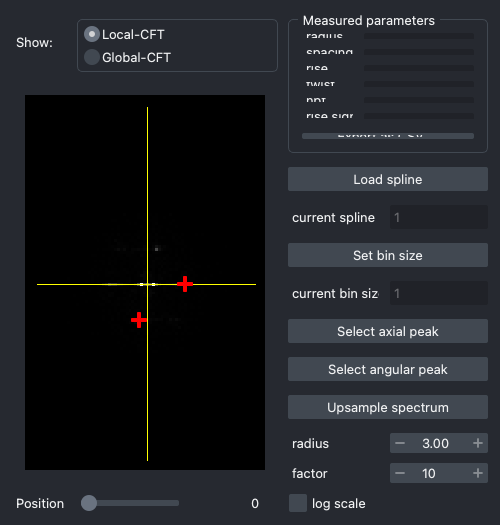 Show:
Local-CFT
Global-CFT
Measured parameters
radius
spacing
rise
twist
npf
rise sign
Load spline
current spline
1
Set bin size
current bin siz
1
Select axial peak
Select angular peak
Upsample spectrum
radius
3.00
factor
10
Position
0
log scale